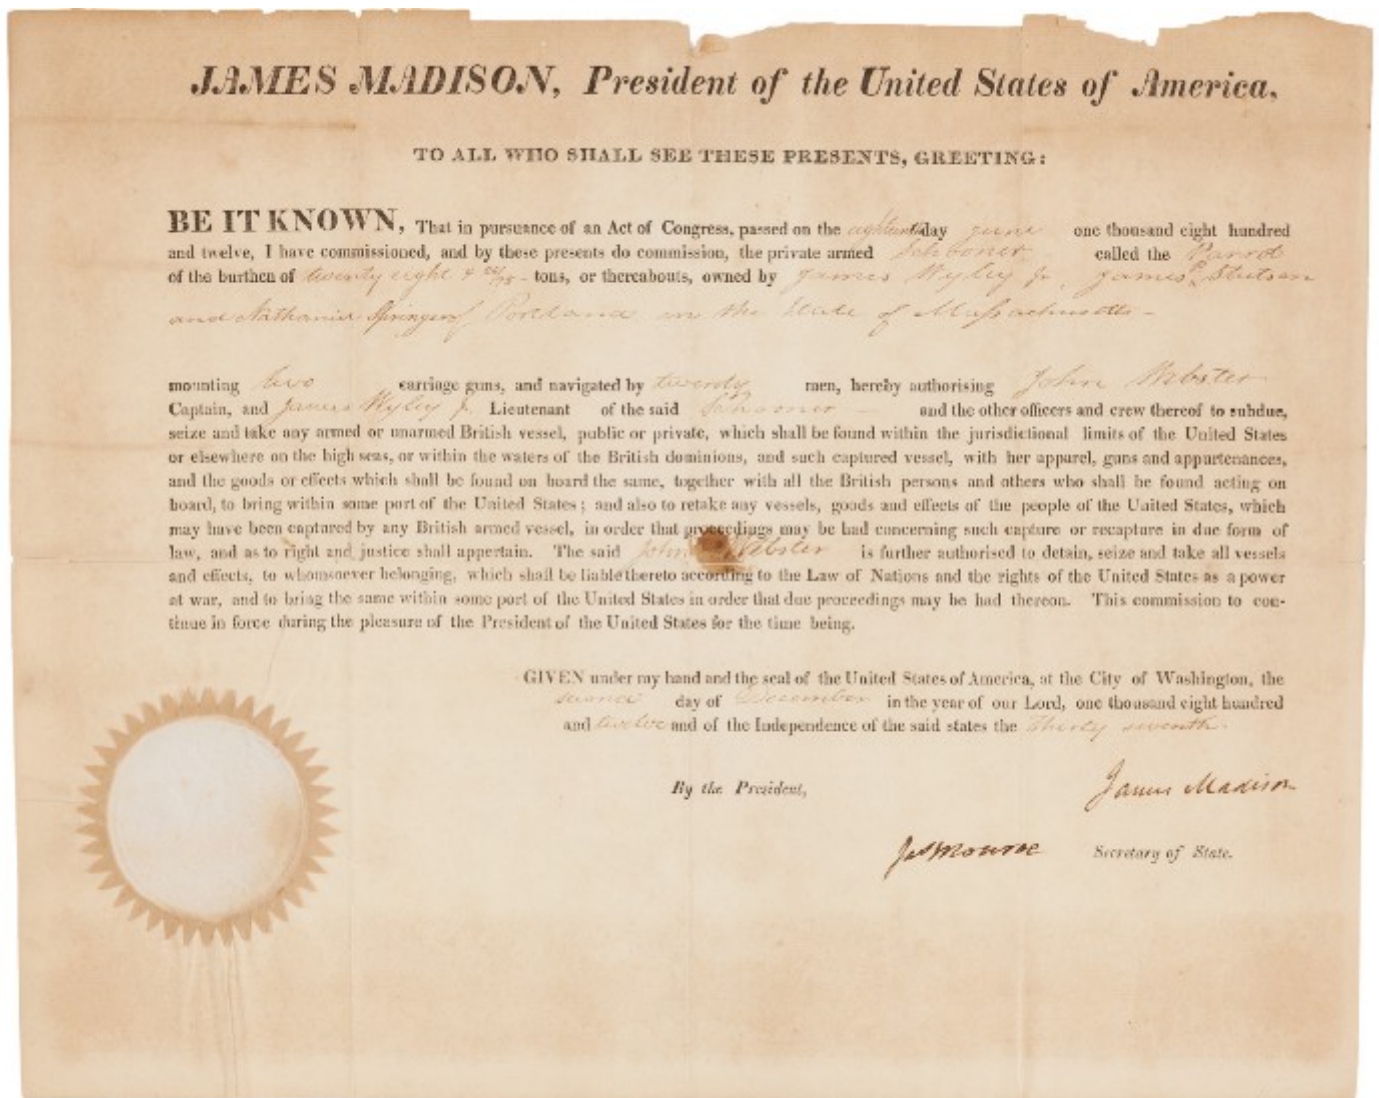 JAMES MADISON, President of the United States of America,
TO ALL WHO SHALL SEE THESE PRESENTS, GREETING:
BE IT KNOWN, That in pursuance of an Act of Congress, passed on the eighteenth day june one thousand eight hundred
and twelve, I have commissioned, and by these presents do commission, the private armed Schooner called the Parrot
of the burthen of twenty eight & tons, or thereabouts, owned by James Wyley Jr, James Stutson
and Nathaniel Springer of Portland in the State of Massachusetts
mounting two carriage guns, and navigated by twenty men, hereby authorising John Webster
Captain, and James Wyley Jr. Lieutenant of the said Schooner and the other officers and crew thereof to subdue,
seize and take any armed or unarmed British vessel, public or private, which shall be found within the jurisdictional limits of the United States
or elsewhere on the high seas, or within the waters of the British dominions, and such captured vessel, with her apparel, guns and appurtenances,
and the goods or effects which shall be found on board the same, together with all the British persons and others who shall be found acting on
board, to bring within some port of the United States; and also to retake any vessels, goods and effects of the people of the United States, which
may have been captured by any British armed vessel, in order that proceedings may be had concerning such capture or recapture in due form of
law, and as to right and justice shall appertain. The said John Webster is further authorised to detain, seize and take all vessels
and effects, to whomsoever belonging, which shall be liable thereto according to the Law of Nations and the rights of the United States as a power
at war, and to bring the same within some port of the United States in order that due proceedings may be had thereon. This commission to con-
tinue in force during the pleasure of the President of the United States for the time being.
GIVEN under my hand and the seal of the United States of America, at the City of Washington, the
second day of December in the year of our Lord, one thousand eight hundred
and twelve and of the Independence of the said states the thirty seventh.
By the President, James Madison
Jas Monroe Secretary of State.